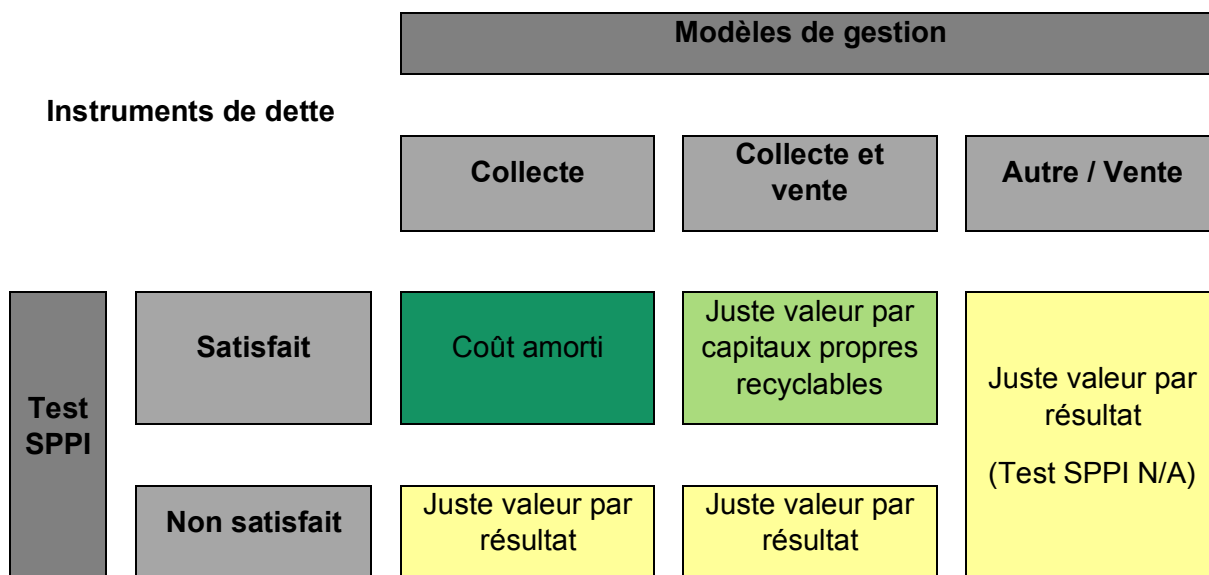 Modèles de gestion
Instruments de dette
Collecte
Collecte et
vente
Autre / Vente
Test
SPPI
Satisfait
Coût amorti
Juste valeur par
capitaux propres
recyclables
Juste valeur par
résultat
(Test SPPI N/A)
Non satisfait
Juste valeur par
résultat
Juste valeur par
résultat